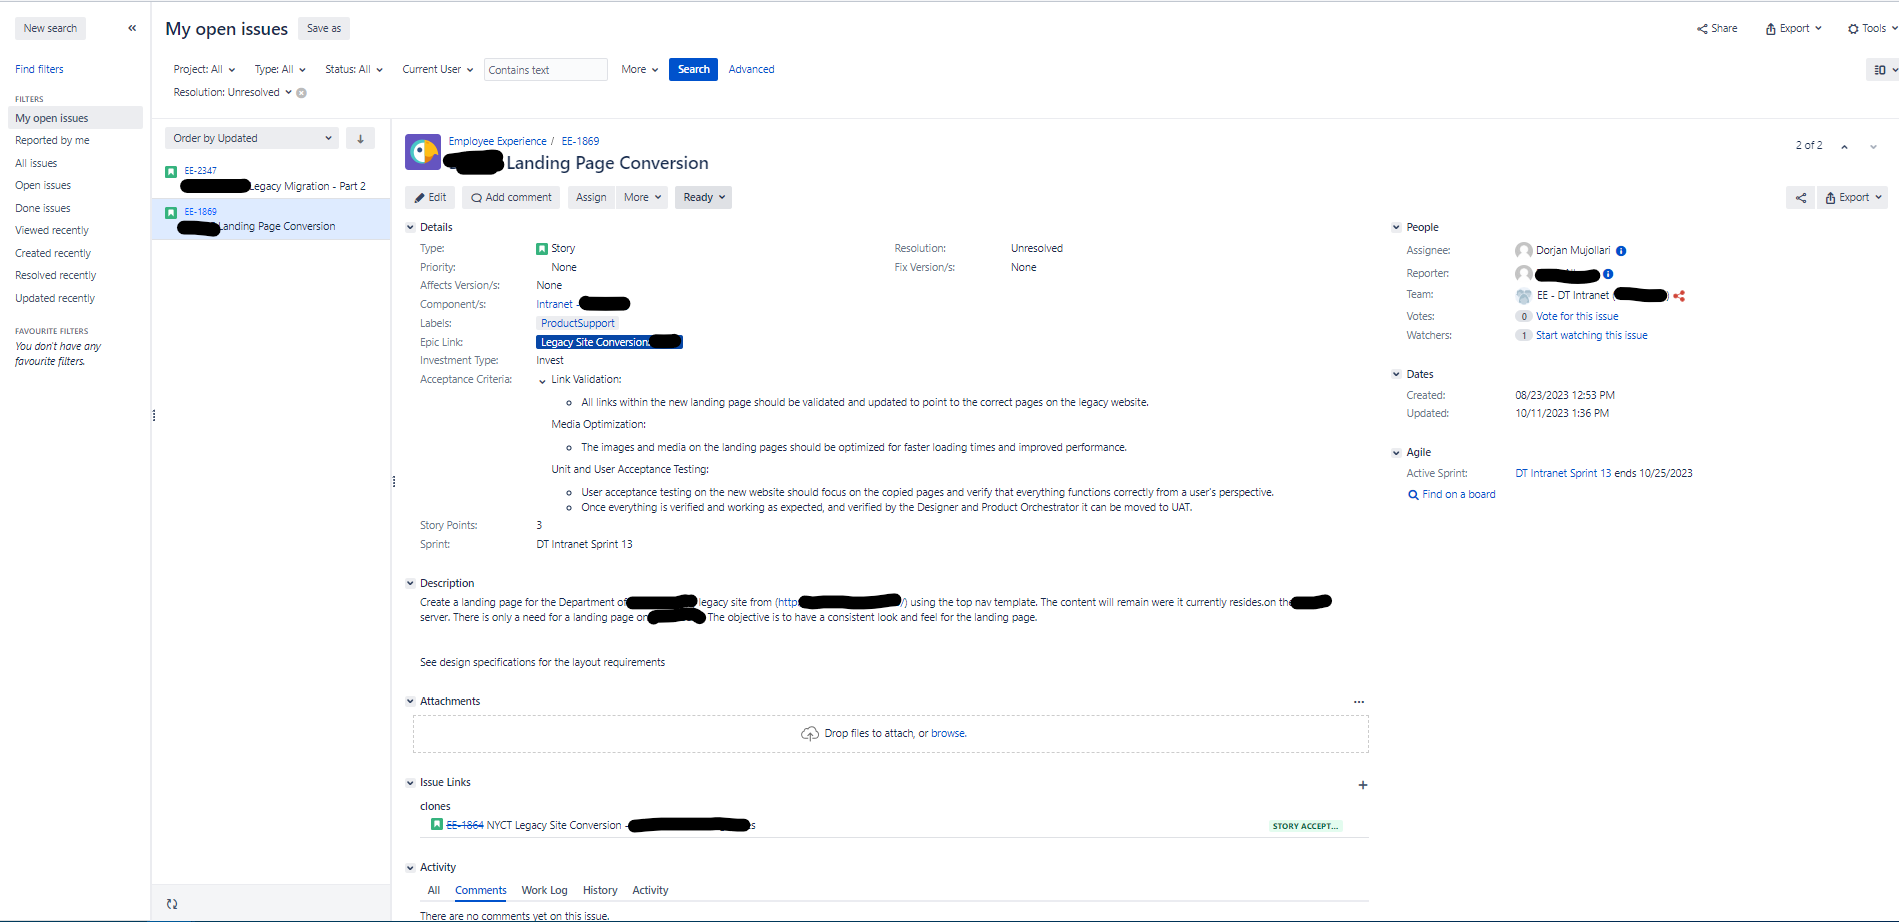 New search
«
My open issues
Save as
Share
Export
Tools
Find filters
Project: All
Type: All
Status: All
Current User
Contains text
More
Search
Advanced
Resolution: Unresolved
FILTERS
My open issues
Reported by me
All issues
Open issues
Done issues
Viewed recently
Created recently
Resolved recently
Updated recently
FAVOURITE FILTERS
You don't have any
favourite filters.
Order by Updated
EE-2347
Legacy Migration - Part 2
EE-1869
Landing Page Conversion
Employee Experience / EE-1869
Landing Page Conversion
2 of 2
Edit
Add comment
Assign
More
Ready
Export
Details
Type: Story
Resolution: Unresolved
Priority: None
Fix Version/s: None
Affects Version/s: None
Component/s: Intranet -
Labels: ProductSupport
Epic Link: Legacy Site Conversion:
Investment Type: Invest
Acceptance Criteria: Link Validation:
All links within the new landing page should be validated and updated to point to the correct pages on the legacy website.
Media Optimization:
The images and media on the landing pages should be optimized for faster loading times and improved performance.
Unit and User Acceptance Testing:
User acceptance testing on the new website should focus on the copied pages and verify that everything functions correctly from a user's perspective.
Once everything is verified and working as expected, and verified by the Designer and Product Orchestrator it can be moved to UAT.
Story Points: 3
Sprint: DT Intranet Sprint 13
People
Assignee: Dorjan Mujollari
Reporter:
Team: EE - DT Intranet ( )
Votes: 0 Vote for this issue
Watchers: 1 Start watching this issue
Dates
Created: 08/23/2023 12:53 PM
Updated: 10/11/2023 1:36 PM
Agile
Active Sprint: DT Intranet Sprint 13 ends 10/25/2023
Find on a board
Description
Create a landing page for the Department of legacy site from (http /) using the top nav template. The content will remain were it currently resides.on the
server. There is only a need for a landing page on The objective is to have a consistent look and feel for the landing page.
See design specifications for the layout requirements
Attachments
Drop files to attach, or browse.
Issue Links
clones
EE-1864 NYCT Legacy Site Conversion - s
STORY ACCEPT...
Activity
All
Comments
Work Log
History
Activity
There are no comments yet on this issue.